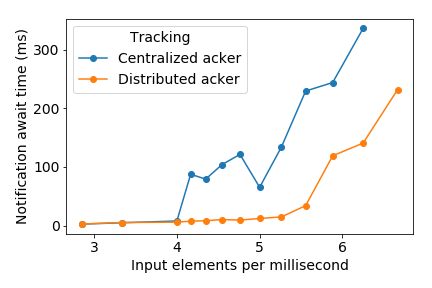 Tracking
Centralized acker
Distributed acker
Notification await time (ms)
300
200
100
0
3 4 5 6
Input elements per millisecond